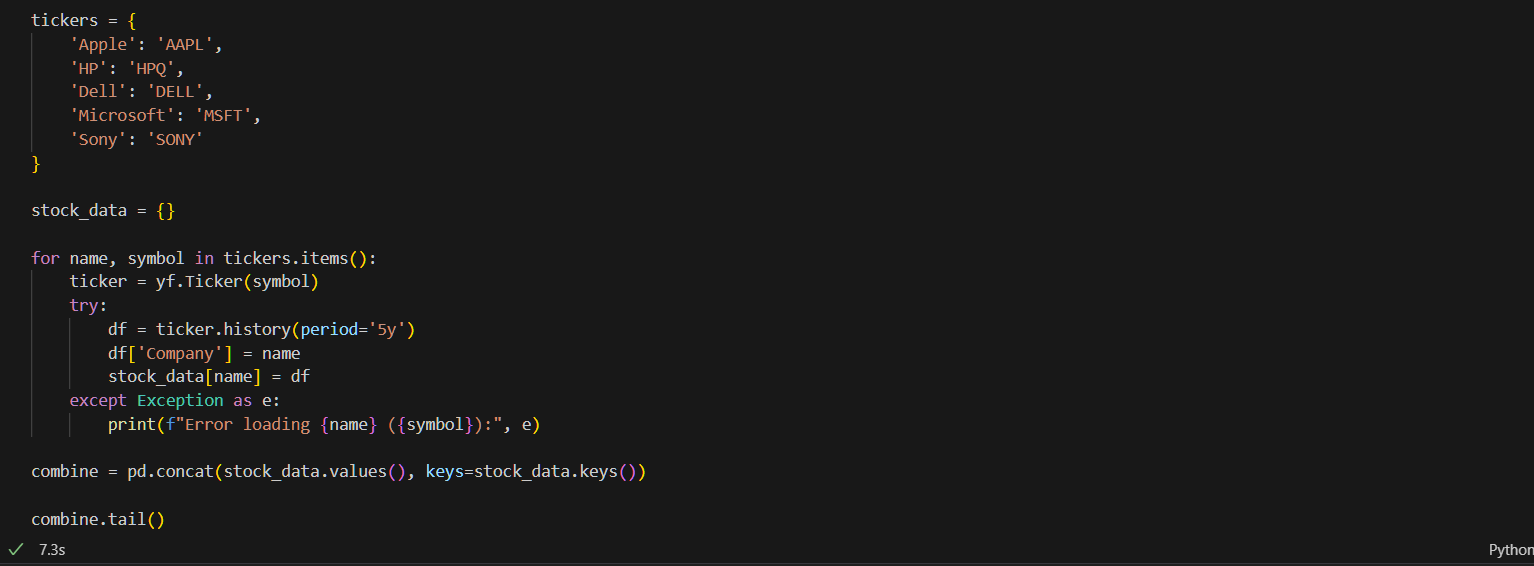 tickers = {
    'Apple': 'AAPL',
    'HP': 'HPQ',
    'Dell': 'DELL',
    'Microsoft': 'MSFT',
    'Sony': 'SONY'
}
stock_data = {}
for name, symbol in tickers.items():
    ticker = yf.Ticker(symbol)
    try:
        df = ticker.history(period='5y')
        df['Company'] = name
        stock_data[name] = df
    except Exception as e:
        print(f"Error loading {name} ({symbol}):", e)
combine = pd.concat(stock_data.values(), keys=stock_data.keys())
combine.tail()
7.3s
Python